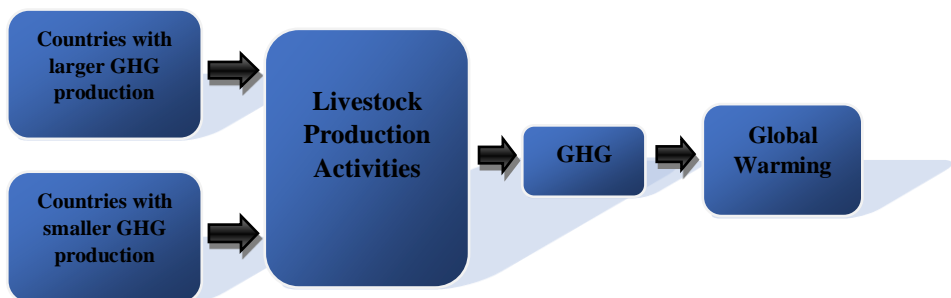 Countries with
larger GHG
production
Countries with
smaller GHG
production
Livestock
Production
Activities
GHG
Global
Warming